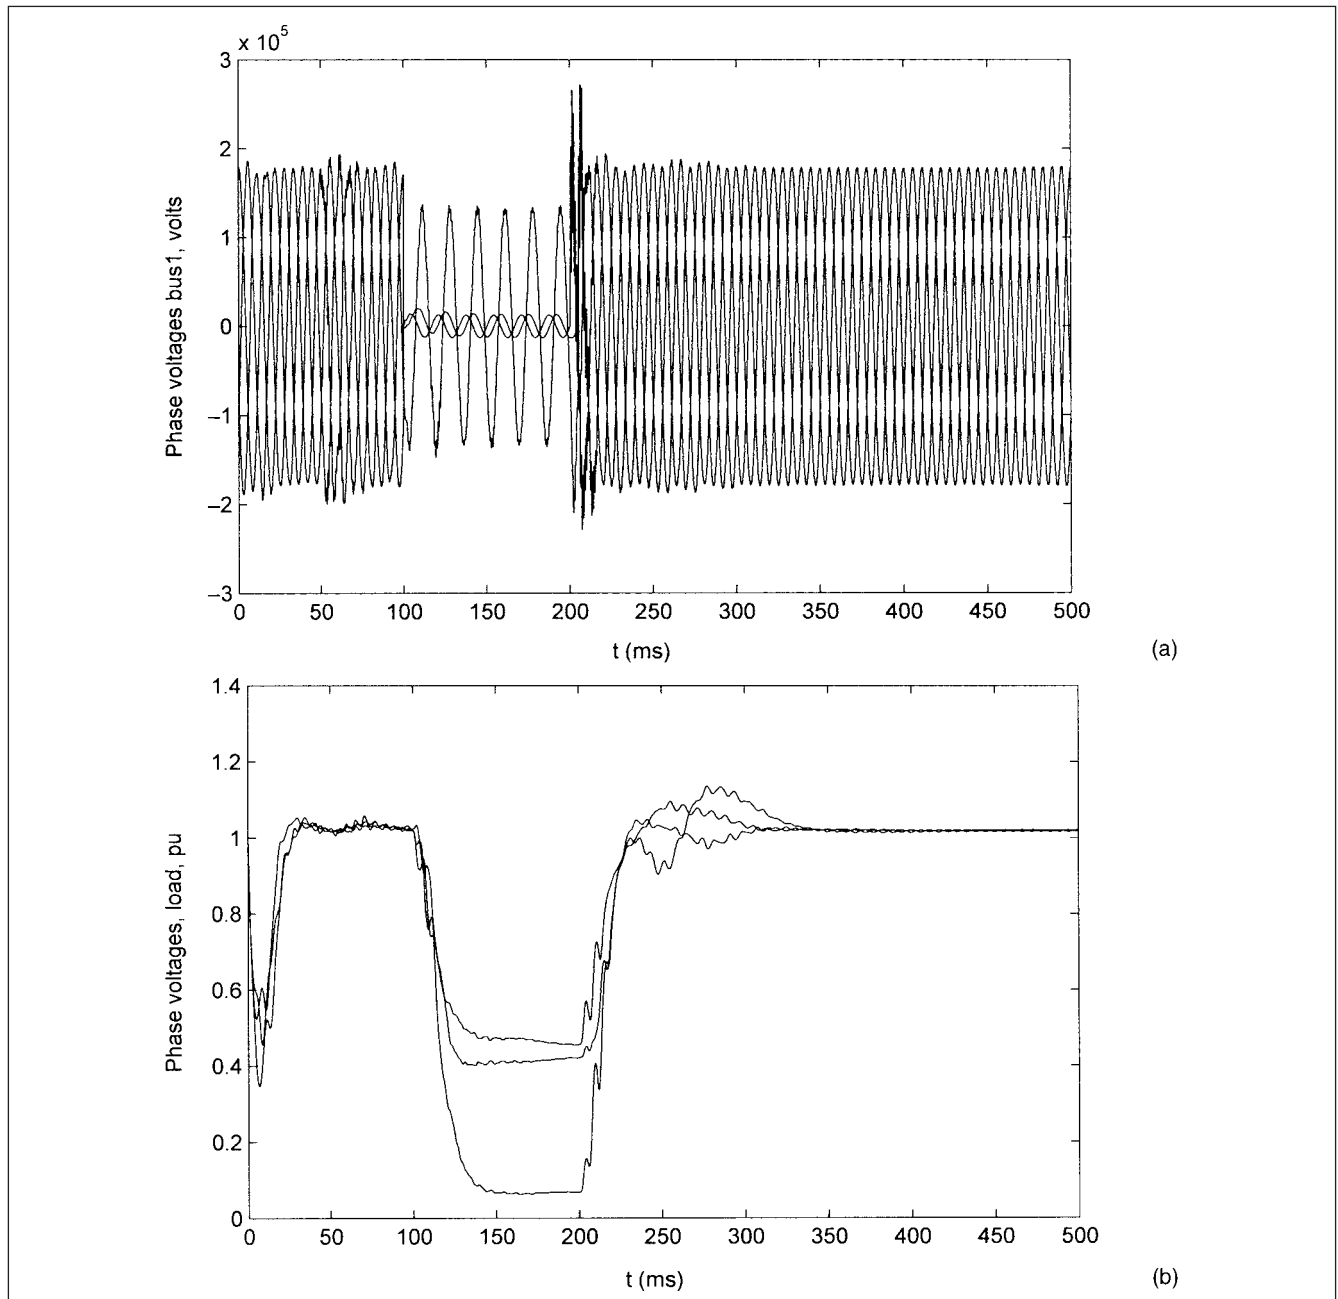 x 10^5
3
2
1
0
−1
−2
−3
Phase voltages bus1, volts
0 50 100 150 200 250 300 350 400 450 500
t (ms)
(a)
1.4
1.2
1
0.8
0.6
0.4
0.2
0
Phase voltages, load, pu
0 50 100 150 200 250 300 350 400 450 500
t (ms)
(b)